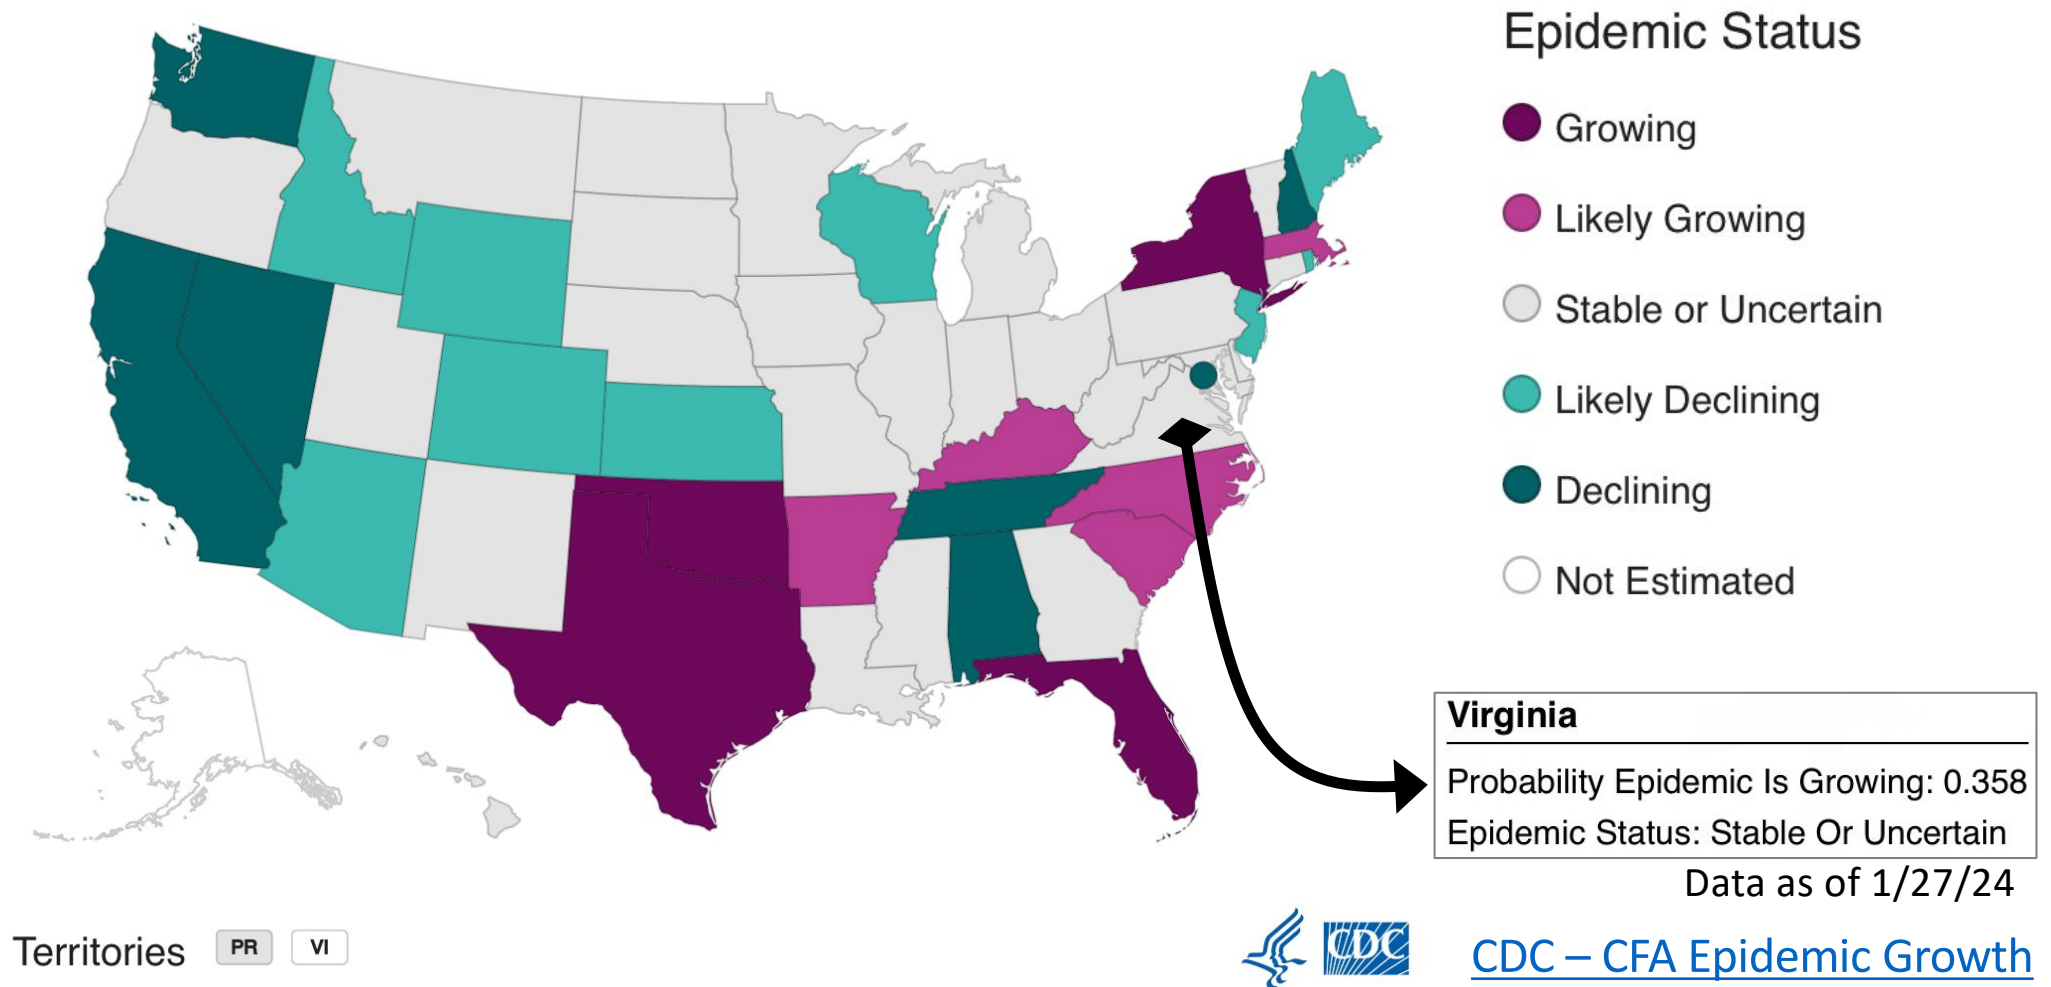 Epidemic Status
Growing
Likely Growing
Stable or Uncertain
Likely Declining
Declining
Not Estimated
Virginia
Probability Epidemic Is Growing: 0.358
Epidemic Status: Stable Or Uncertain
Data as of 1/27/24
Territories
PR
VI
CDC
CDC – CFA Epidemic Growth